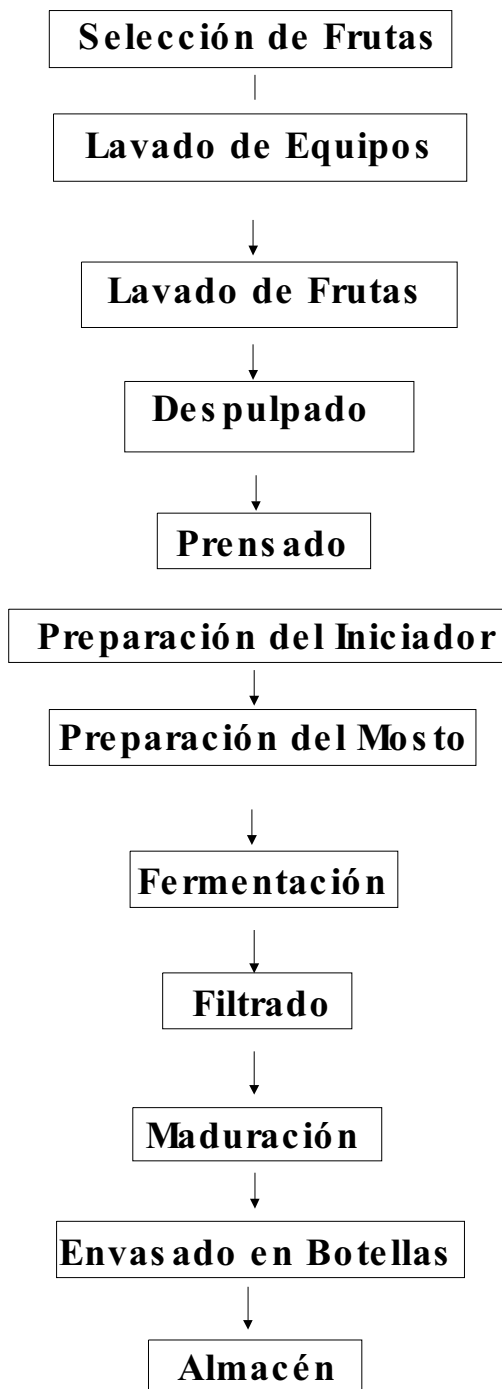 Selección de Frutas
Lavado de Equipos
Lavado de Frutas
Despulpado
Prensado
Preparación del Iniciador
Preparación del Mosto
Fermentación
Filtrado
Maduración
Envasado en Botellas
Almacén